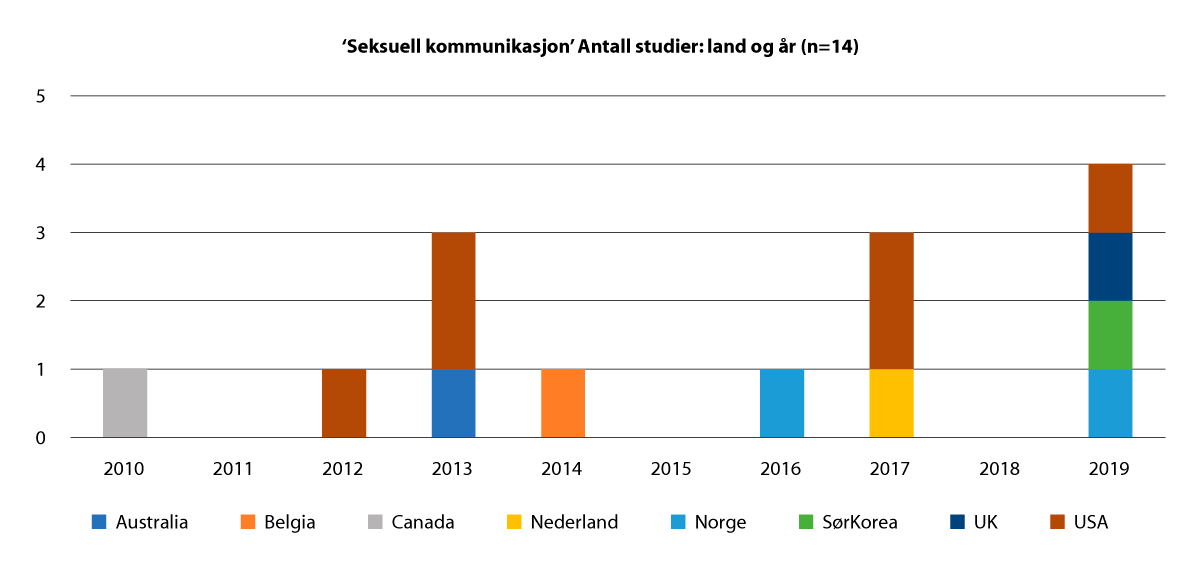 ‘Seksuell kommunikasjon’ Antall studier: land og år (n=14)
5
4
3
2
1
0
2010 2011 2012 2013 2014 2015 2016 2017 2018 2019
Australia Belgia Canada Nederland Norge SørKorea UK USA